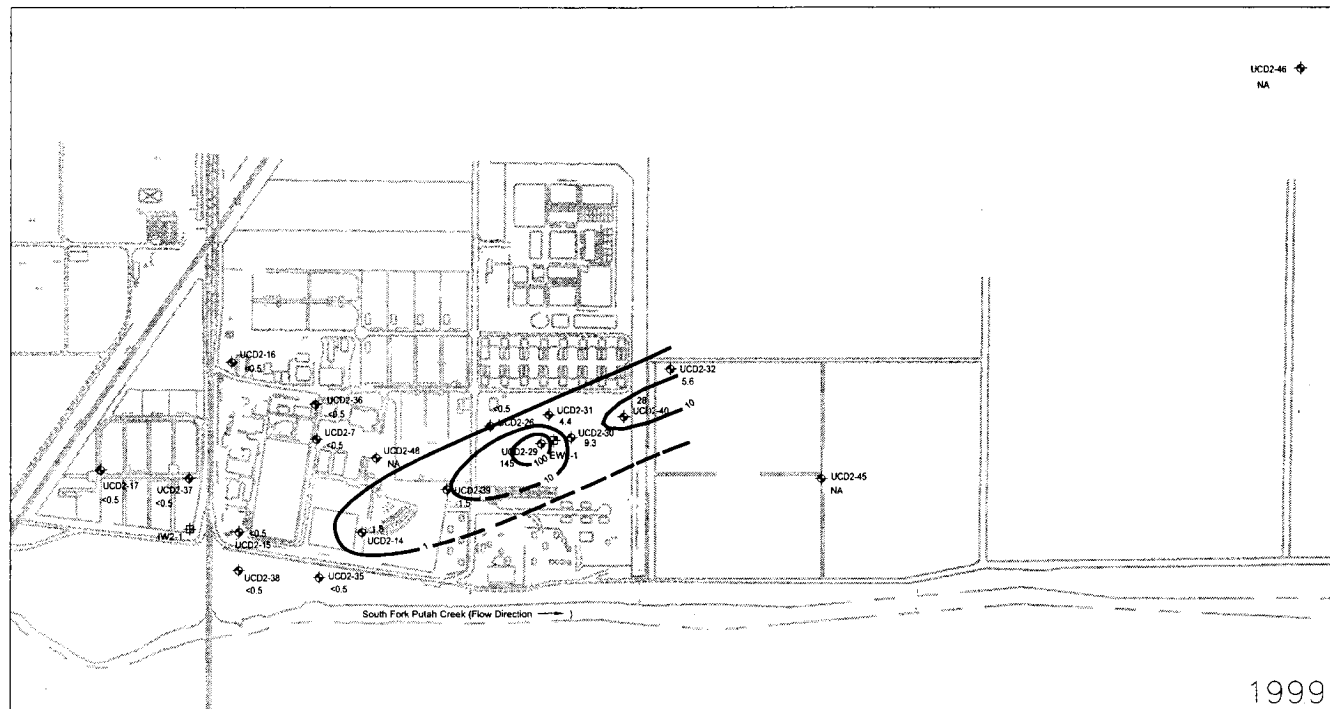 UCD2-46
NA
UCD2-16
<0.5
UCD2-32
5.6
UCD2-36
<0.5
<0.5
UCD2-26
UCD2-31
4.4
28
UCD2-40
10
UCD2-7
<0.5
UCD2-30
9.3
UCD2-29
145
100
UCD2-48
NA
10
UCD2-17
<0.5
UCD2-37
<0.5
UCD2-45
NA
UCD2-39
1.5
UCD2-14
1
IW2-1
<0.5
UCD2-15
UCD2-38
<0.5
UCD2-35
<0.5
South Fork Putah Creek (Flow Direction
)
1999